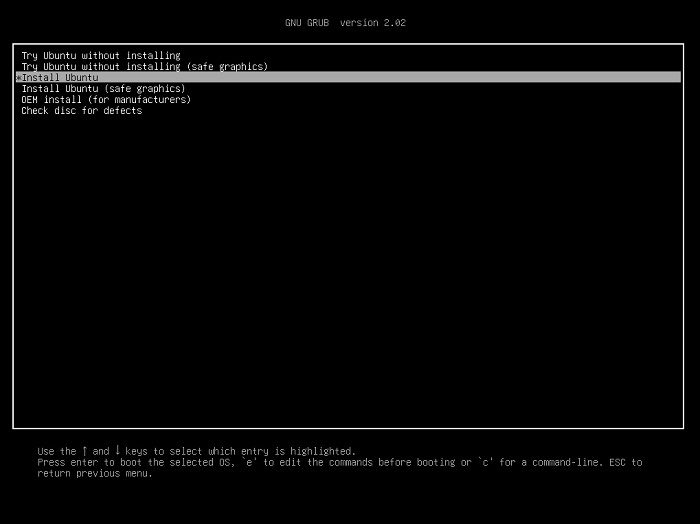 GNU GRUB  version 2.02
Try Ubuntu without installing
Try Ubuntu without installing (safe graphics)
*Install Ubuntu
Install Ubuntu (safe graphics)
OEM install (for manufacturers)
Check disc for defects
Use the ↑ and ↓ keys to select which entry is highlighted.
Press enter to boot the selected OS, `e' to edit the commands before booting or `c' for a command-line. ESC to
return previous menu.